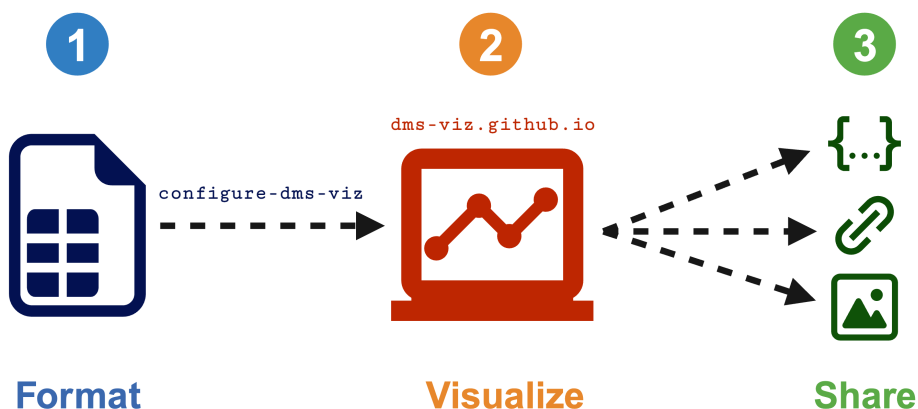 1
2
3
dms-viz.github.io
{...}
configure-dms-viz
Format
Visualize
Share